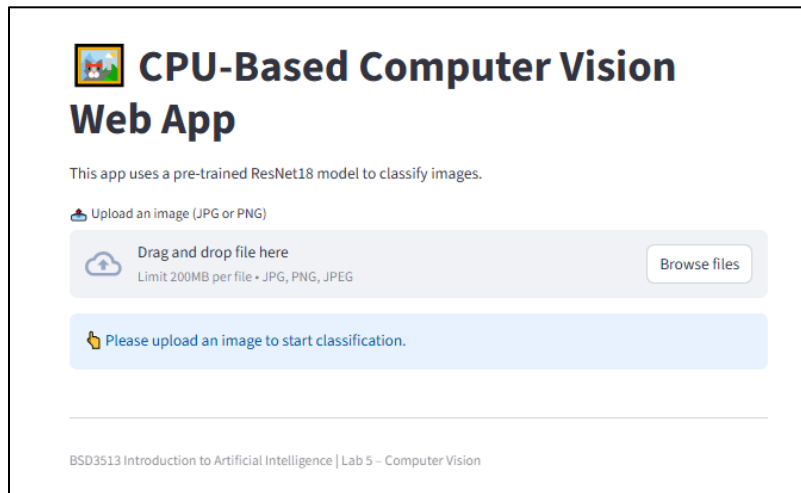 🖼️ CPU-Based Computer Vision
Web App
This app uses a pre-trained ResNet18 model to classify images.
📤 Upload an image (JPG or PNG)
Drag and drop file here
Limit 200MB per file • JPG, PNG, JPEG
Browse files
👆 Please upload an image to start classification.
BSD3513 Introduction to Artificial Intelligence | Lab 5 – Computer Vision